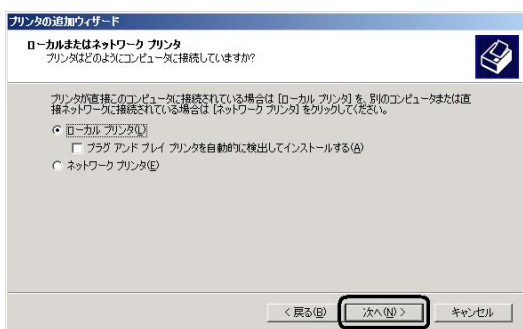 プリンタの追加ウィザード
ローカルまたはネットワーク プリンタ
プリンタはどのようにコンピュータに接続していますか?
プリンタが直接このコンピュータに接続されている場合は [ローカル プリンタ] を、別のコンピュータまたは直
接ネットワークに接続されている場合は [ネットワーク プリンタ] をクリックしてください。
ローカル プリンタ(L)
プラグ アンド プレイ プリンタを自動的に検出してインストールする(A)
ネットワーク プリンタ(E)
< 戻る(B)
次へ(N) >
キャンセル